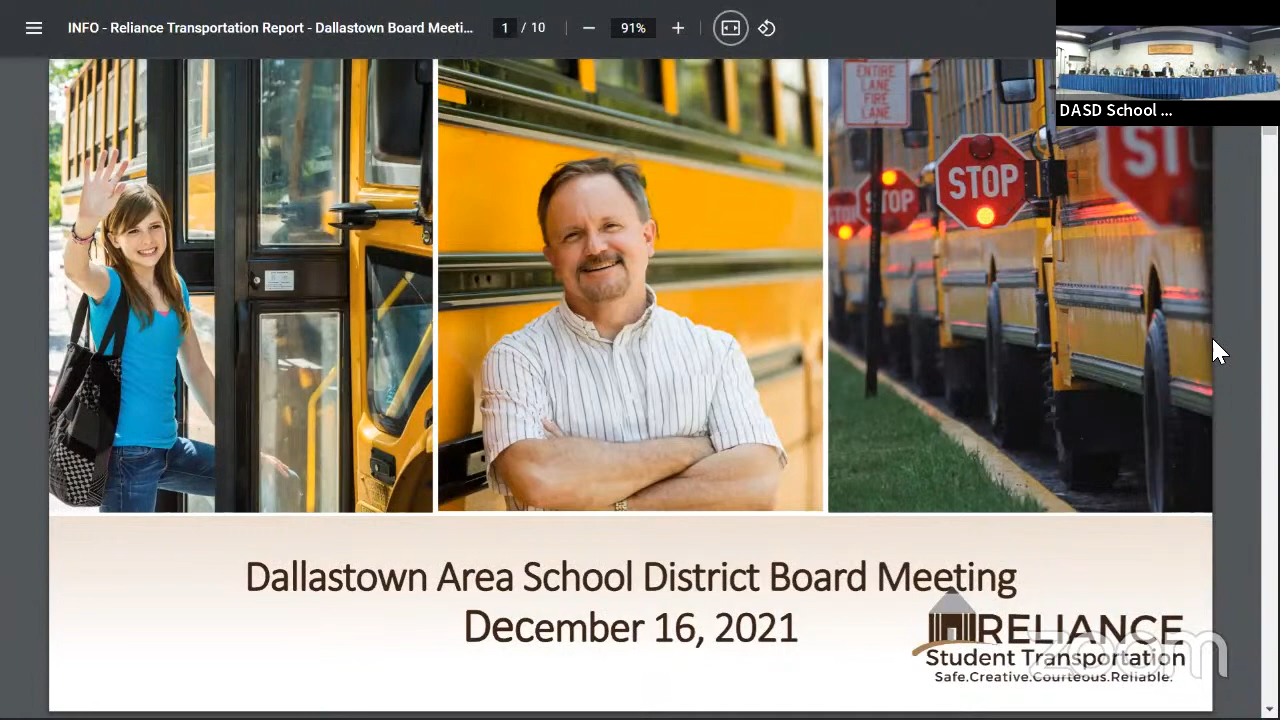 INFO - Reliance Transportation Report - Dallastown Board Meeti...
1 / 10
91%
DASD School ...
ENTIRE
LANE
FIRE
LANE
STOP
STOP
STOP
ST
Dallastown Area School District Board Meeting
December 16, 2021
RELIANCE
Student Transportation
Safe.Creative.Courteous.Reliable.
zoom